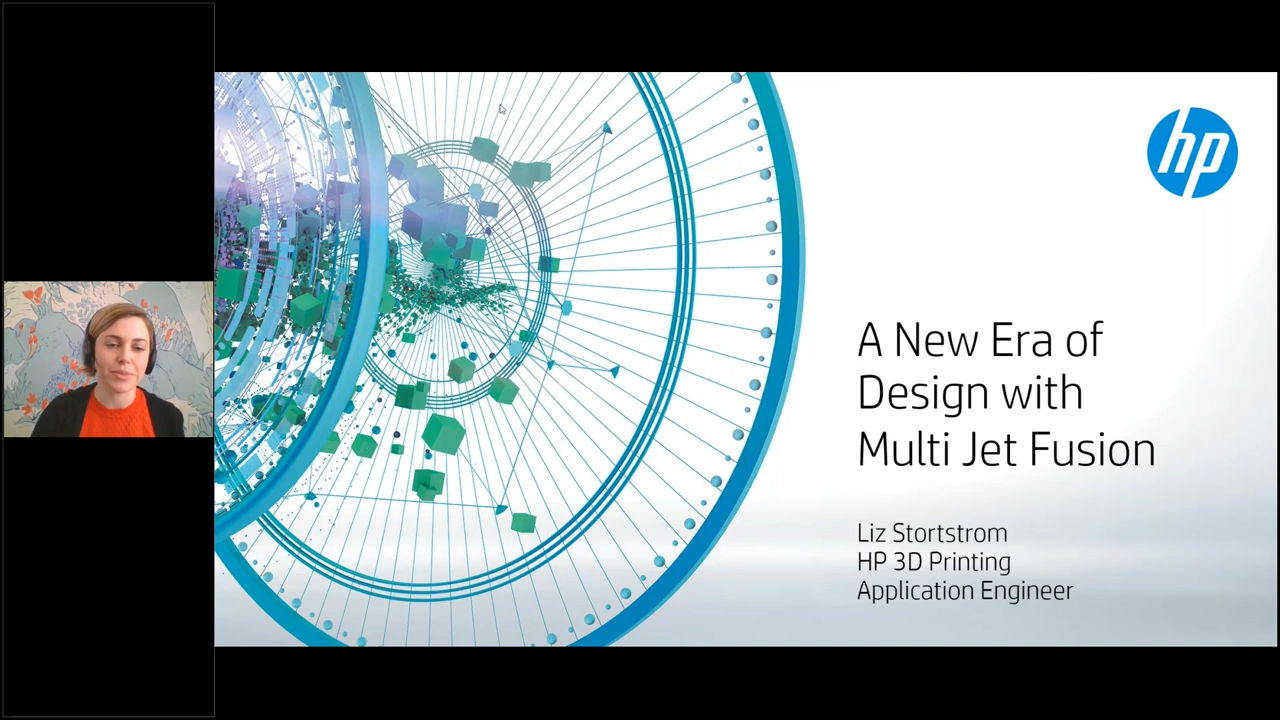 hp
A New Era of
Design with
Multi Jet Fusion
Liz Stortstrom
HP 3D Printing
Application Engineer